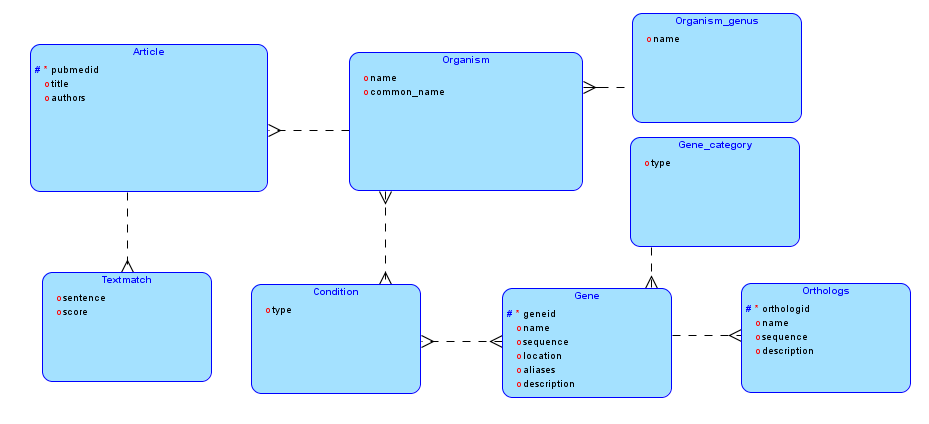 Article
# * pubmedid
o title
o authors
Organism
o name
o common_name
Organism_genus
o name
Gene_category
o type
Textmatch
o sentence
o score
Condition
o type
Gene
# * geneid
o name
o sequence
o location
o aliases
o description
Orthologs
# * orthologid
o name
o sequence
o description